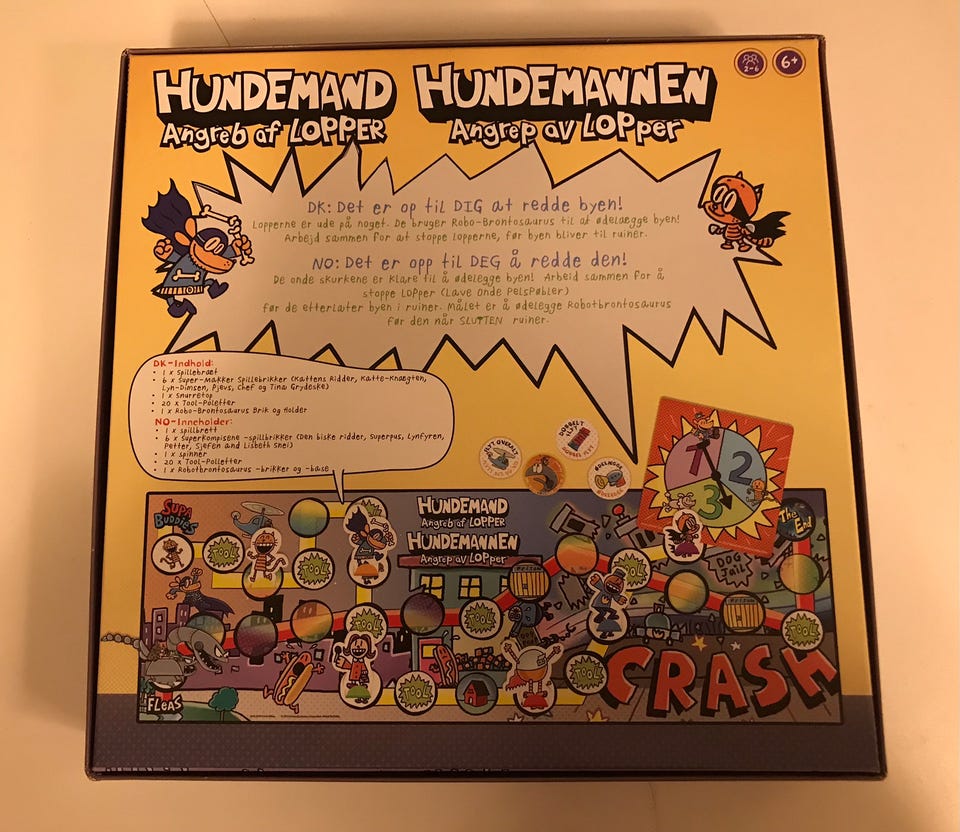 HUNDEMAND
Angreb af LOPPER
HUNDEMANNEN
Angrep av LOPPer
2-6
6+
DK: Det er op til DIG at redde byen!
Lopperne er ude på noget. De bruger Robo-Brontosaurus til at ødelægge byen!
Arbejd sammen for at stoppe lopperne, før byen bliver til ruiner.
NO: Det er opp til DEG å redde den!
De onde skurkene er klare til å ødelegge byen! Arbeid sammen for å
stoppe LOPper (Lave Onde PelsPøbler)
før de etterlater byen i ruiner. Målet er å ødelegge Robotbrontosaurus
før den når SLUTTEN ruiner.
DK-Indhold:
• 1 x Spillebræt
• 6 x Super-Makker Spillebrikker (Kattens Ridder, Katte-Knægten,
Lyn-Dimsen, Pjevs, Chef og Tina Grydeske)
• 1 x Snurretop
• 20 x Tool-Poletter
• 1 x Robo-Brontosaurus Brik og Holder
NO-Inneholder:
• 1 x spillbrett
• 6 x Superkompisene -spillbrikker (Den biske ridder, Superpus, Lynfyren,
Petter, Sjefen and Lisbeth Snei)
• 1 x spinner
• 20 x Tool-Polletter
• 1 x Robotbrontosaurus -brikker og -base
DOBBELT
1
2
3
SUPA
BUDDIES
HUNDEMAND
Angreb af LOPPER
HUNDEMANNEN
Angrep av LOPPer
The
End
TOOL
TOOL
TOOL
DOG
JaiL
TOOL
TOOL
TOOL
TOOL
TOOL
FLEAS
CRASH